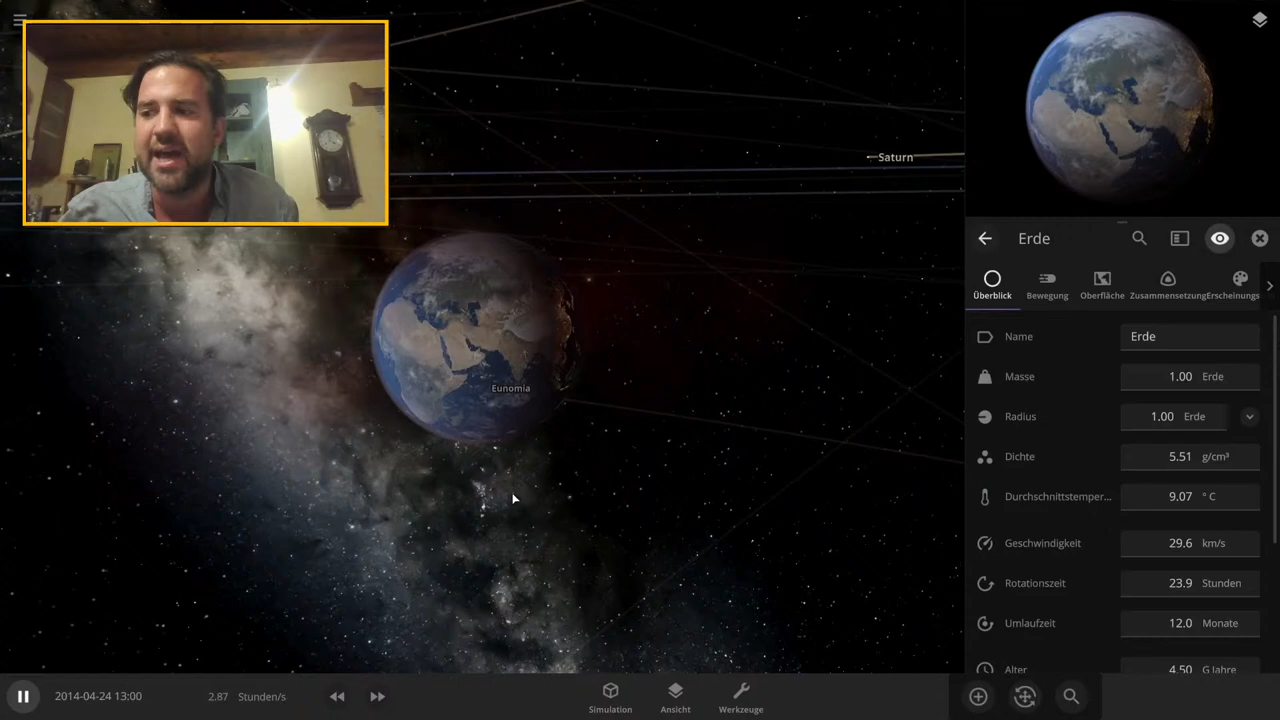 Saturn
Eunomia
Erde
Überblick
Bewegung
Oberfläche
Zusammensetzung
Erscheinungs
Name Erde
Masse 1.00 Erde
Radius 1.00 Erde
Dichte 5.51 g/cm³
Durchschnittstemper... 9.07 ° C
Geschwindigkeit 29.6 km/s
Rotationszeit 23.9 Stunden
Umlaufzeit 12.0 Monate
Alter 4.50 G Jahre
2014-04-24 13:00 2.87 Stunden/s
Simulation Ansicht Werkzeuge